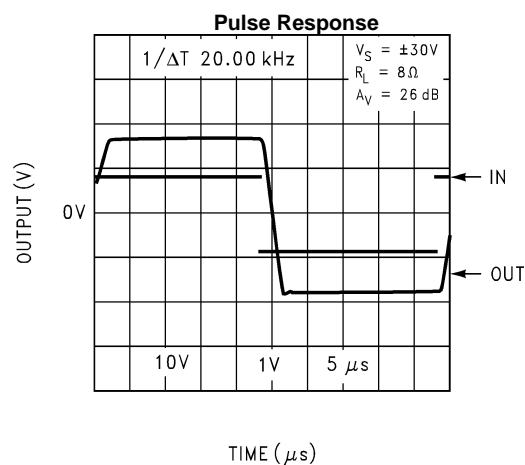 Pulse Response
1/ΔT 20.00 kHz
V_S = ±30V
R_L = 8Ω
A_V = 26 dB
IN
OUTPUT (V)
0V
OUT
10V 1V 5 μs
TIME (μs)